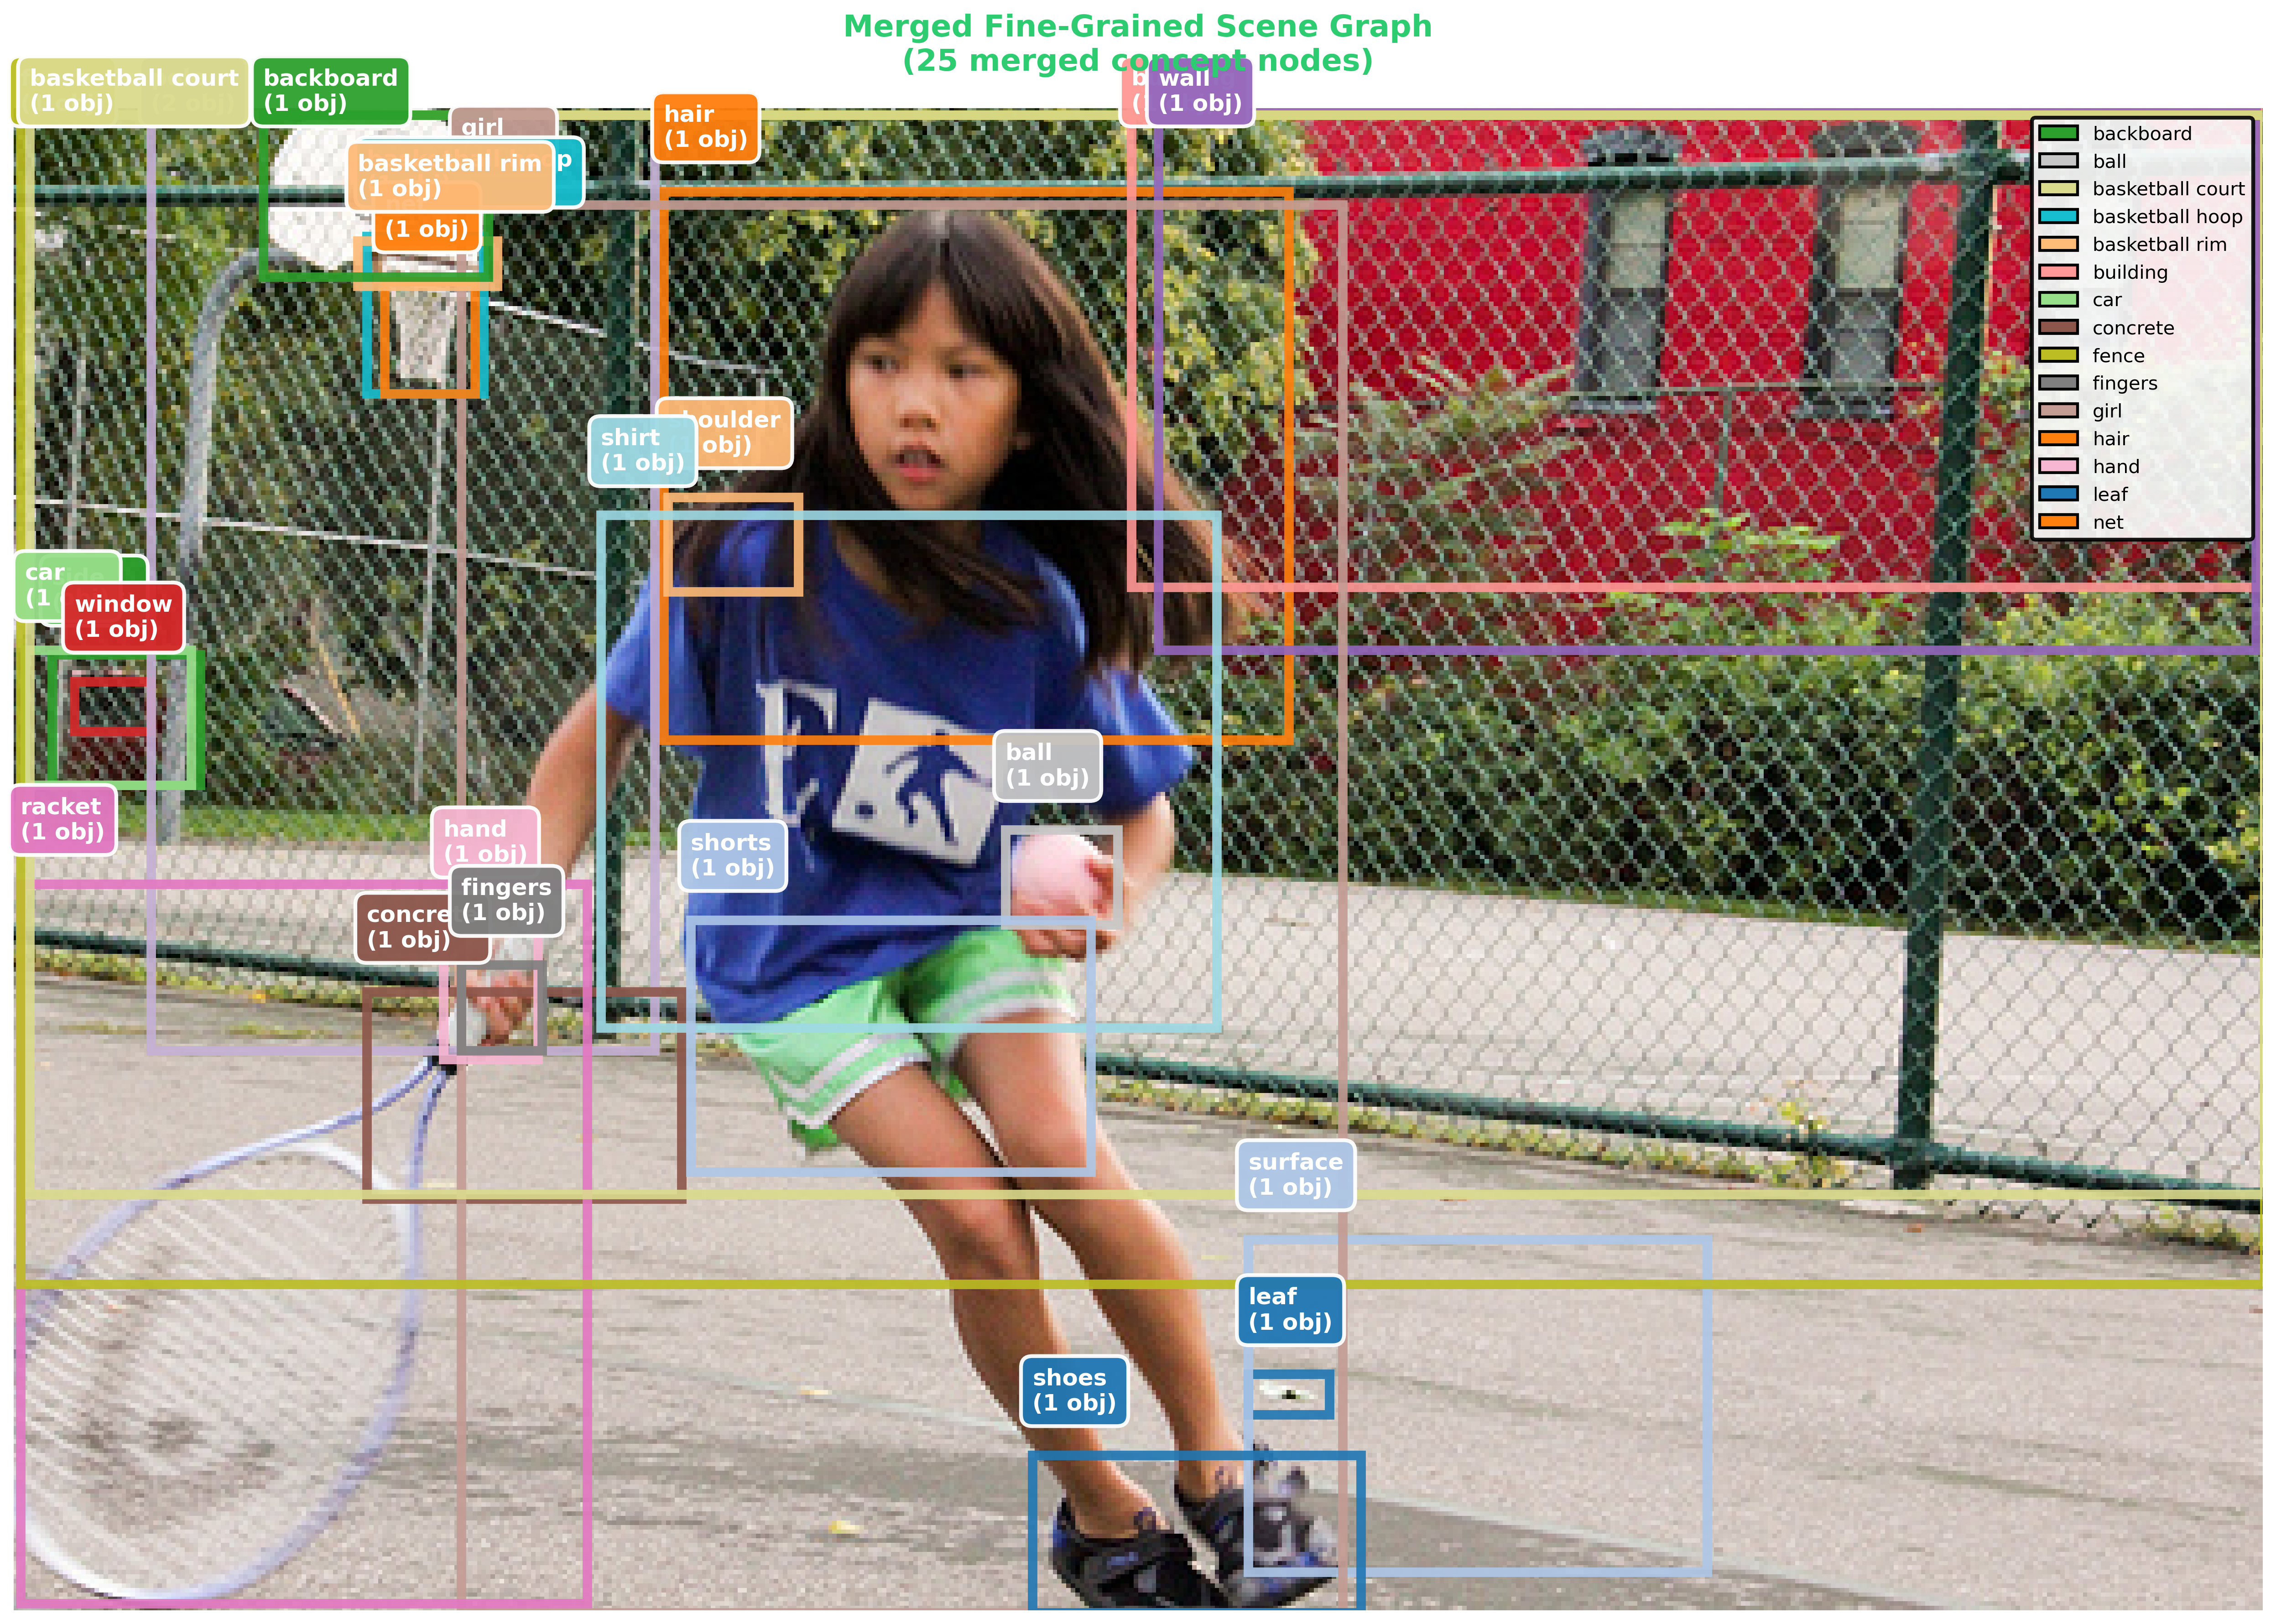 Merged Fine-Grained Scene Graph
(25 merged concept nodes)
basketball court
(1 obj)
backboard
(1 obj)
girl
basketball rim
(1 obj)
(1 obj)
hair
(1 obj)
wall
(1 obj)
shirt
(1 obj)
oulder
obj)
car
(1
window
(1 obj)
racket
(1 obj)
hand
(1 obj)
fingers
(1 obj)
concre
(1 obj)
shorts
(1 obj)
ball
(1 obj)
surface
(1 obj)
leaf
(1 obj)
shoes
(1 obj)
backboard
ball
basketball court
basketball hoop
basketball rim
building
car
concrete
fence
fingers
girl
hair
hand
leaf
net